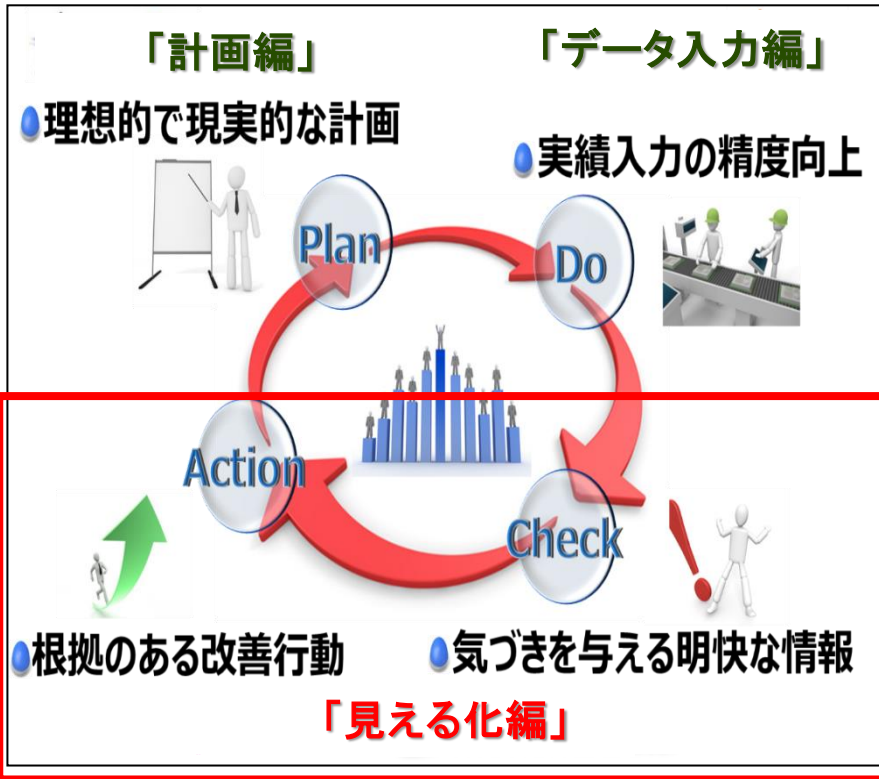 「計画編」
「データ入力編」
理想的で現実的な計画
実績入力の精度向上
Plan
Do
Action
Check
根拠のある改善行動
気づきを与える明快な情報
「見える化編」